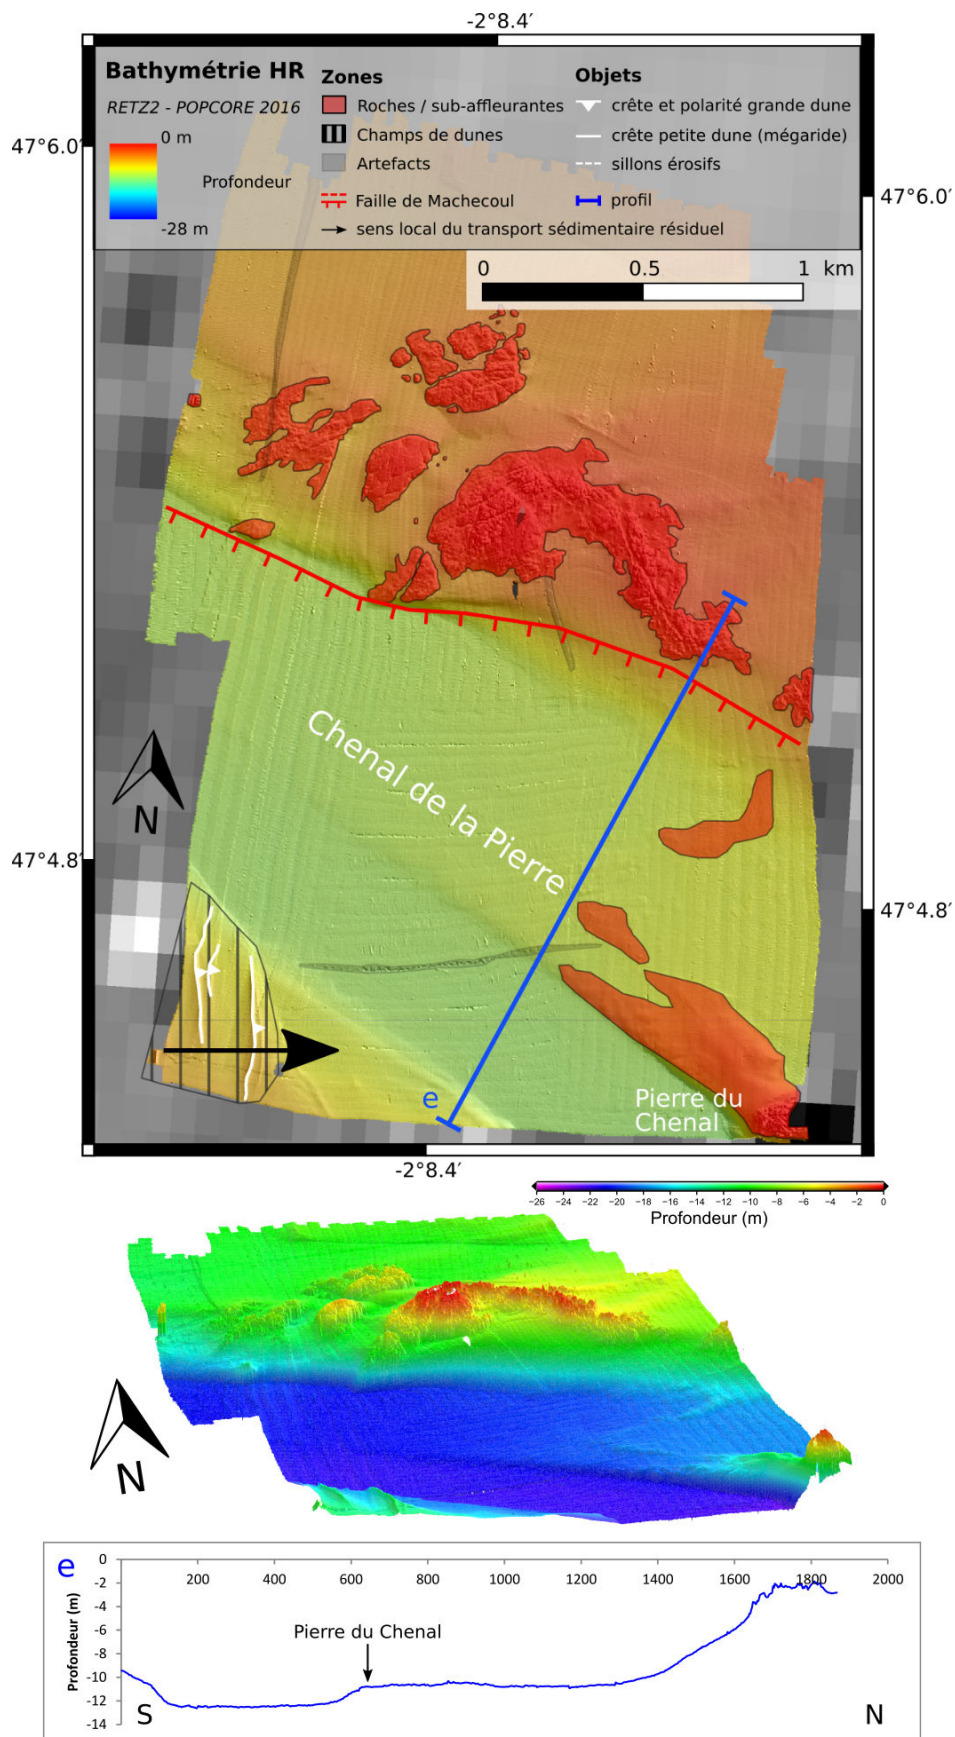 -2°8.4′
Bathymétrie HR
RETZ2 - POPCORE 2016
0 m
Profondeur
-28 m
Zones
Roches / sub-affleurantes
Champs de dunes
Artefacts
Faille de Machecoul
sens local du transport sédimentaire résiduel
Objets
crête et polarité grande dune
crête petite dune (mégaride)
sillons érosifs
profil
47°6.0′
47°6.0′
0 0.5 1 km
Chenal de la Pierre
N
47°4.8′
47°4.8′
e
Pierre du
Chenal
-2°8.4′
−26 −24 −22 −20 −18 −16 −14 −12 −10 −8 −6 −4 −2 0
Profondeur (m)
N
e
Profondeur (m)
0
-2
-4
-6
-8
-10
-12
-14
200 400 600 800 1000 1200 1400 1600 1800 2000
Pierre du Chenal
S
N